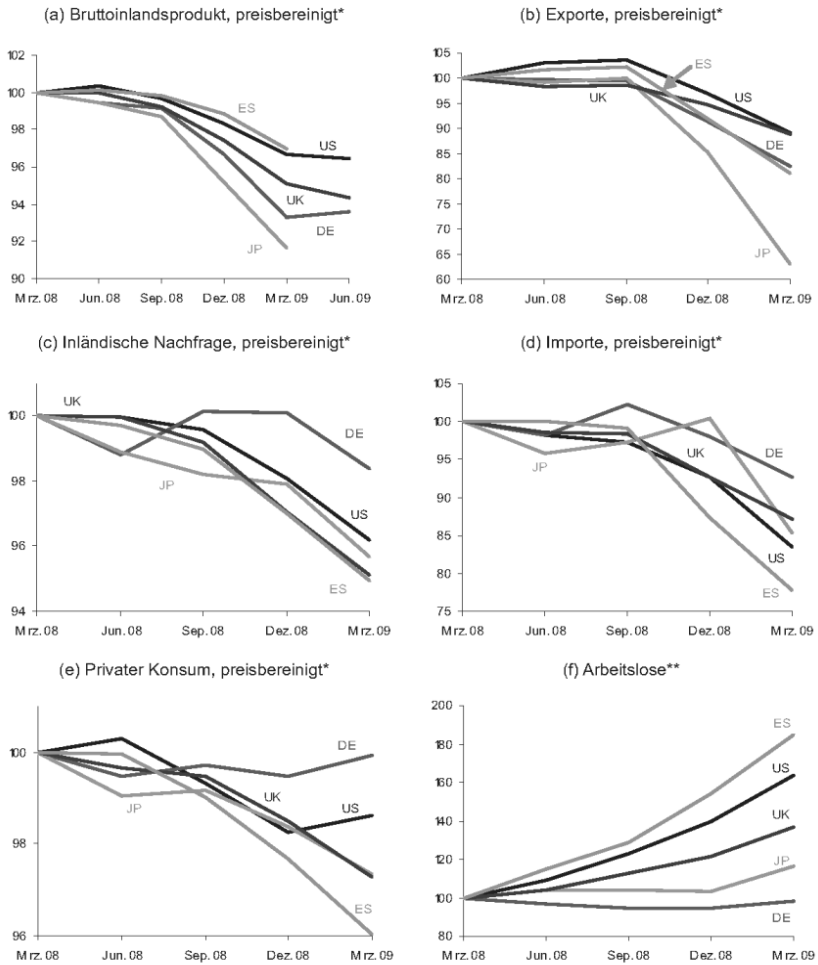 (a) Bruttoinlandsprodukt, preisbereinigt*
102
100
98
96
94
92
90
ES
US
UK
DE
JP
Mrz. 08 Jun. 08 Sep. 08 Dez. 08 Mrz. 09 Jun. 09
(b) Exporte, preisbereinigt*
105
100
95
90
85
80
75
70
65
60
ES
US
UK
DE
JP
Mrz. 08 Jun. 08 Sep. 08 Dez. 08 Mrz. 09
(c) Inländische Nachfrage, preisbereinigt*
100
98
96
94
UK
DE
JP
US
ES
Mrz. 08 Jun. 08 Sep. 08 Dez. 08 Mrz. 09
(d) Importe, preisbereinigt*
105
100
95
90
85
80
75
DE
UK
JP
US
ES
Mrz. 08 Jun. 08 Sep. 08 Dez. 08 Mrz. 09
(e) Privater Konsum, preisbereinigt*
100
98
96
DE
UK
US
JP
ES
Mrz. 08 Jun. 08 Sep. 08 Dez. 08 Mrz. 09
(f) Arbeitslose**
200
180
160
140
120
100
80
ES
US
UK
JP
DE
Mrz. 08 Jun. 08 Sep. 08 Dez. 08 Mrz. 09